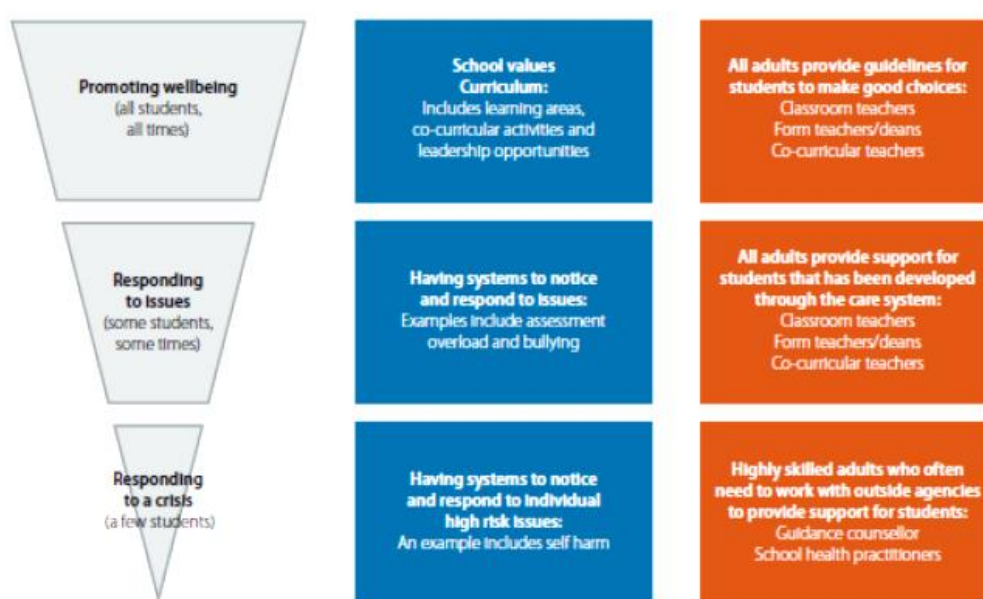 Promoting wellbeing
(all students,
all times)
School values
Curriculum:
Includes learning areas,
co-curricular activities and
leadership opportunities
All adults provide guidelines for
students to make good choices:
Classroom teachers
Form teachers/deans
Co-curricular teachers
Responding
to issues
(some students,
some times)
Having systems to notice
and respond to issues:
Examples include assessment
overload and bullying
All adults provide support for
students that has been developed
through the care system:
Classroom teachers
Form teachers/deans
Co-curricular teachers
Responding
to a crisis
(a few students)
Having systems to notice
and respond to individual
high risk issues:
An example includes self harm
Highly skilled adults who often
need to work with outside agencies
to provide support for students:
Guidance counsellor
School health practitioners